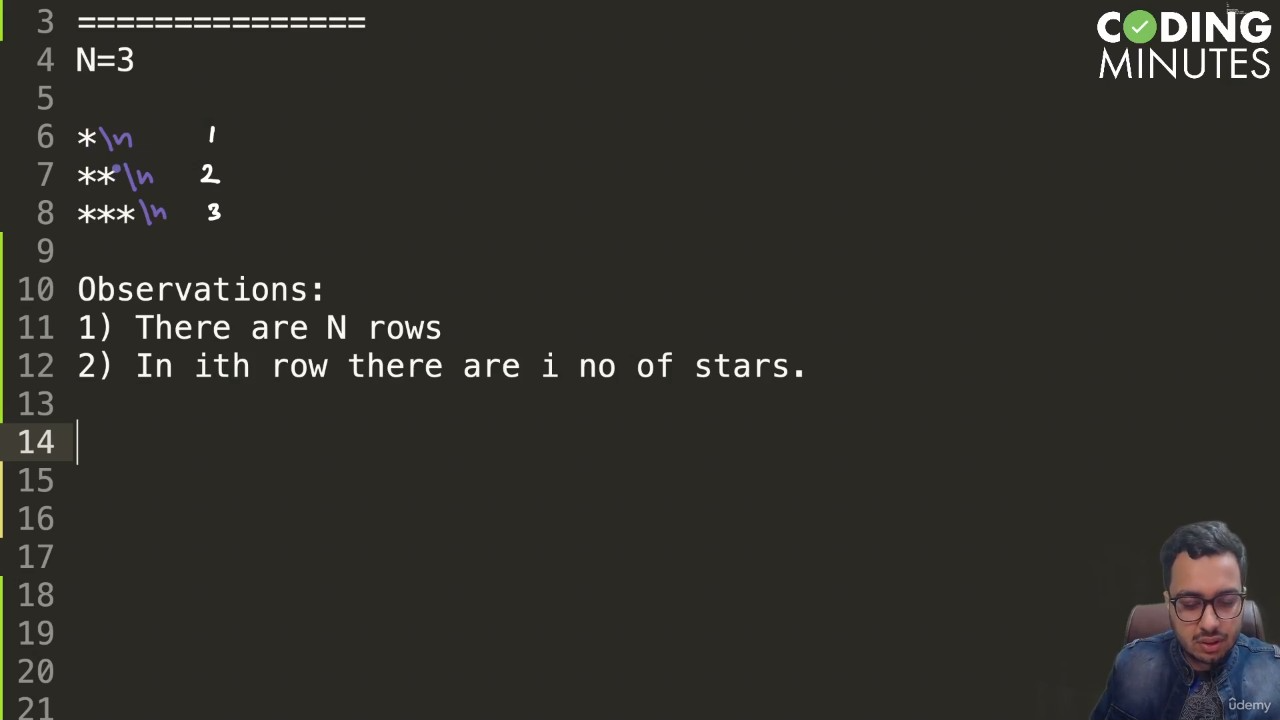 CODING
MINUTES
3 ===============
4 N=3
5
6 *\n 1
7 **\n 2
8 ***\n 3
9
10 Observations:
11 1) There are N rows
12 2) In ith row there are i no of stars.
13
14
15
16
17
18
19
20
21
ûdemy